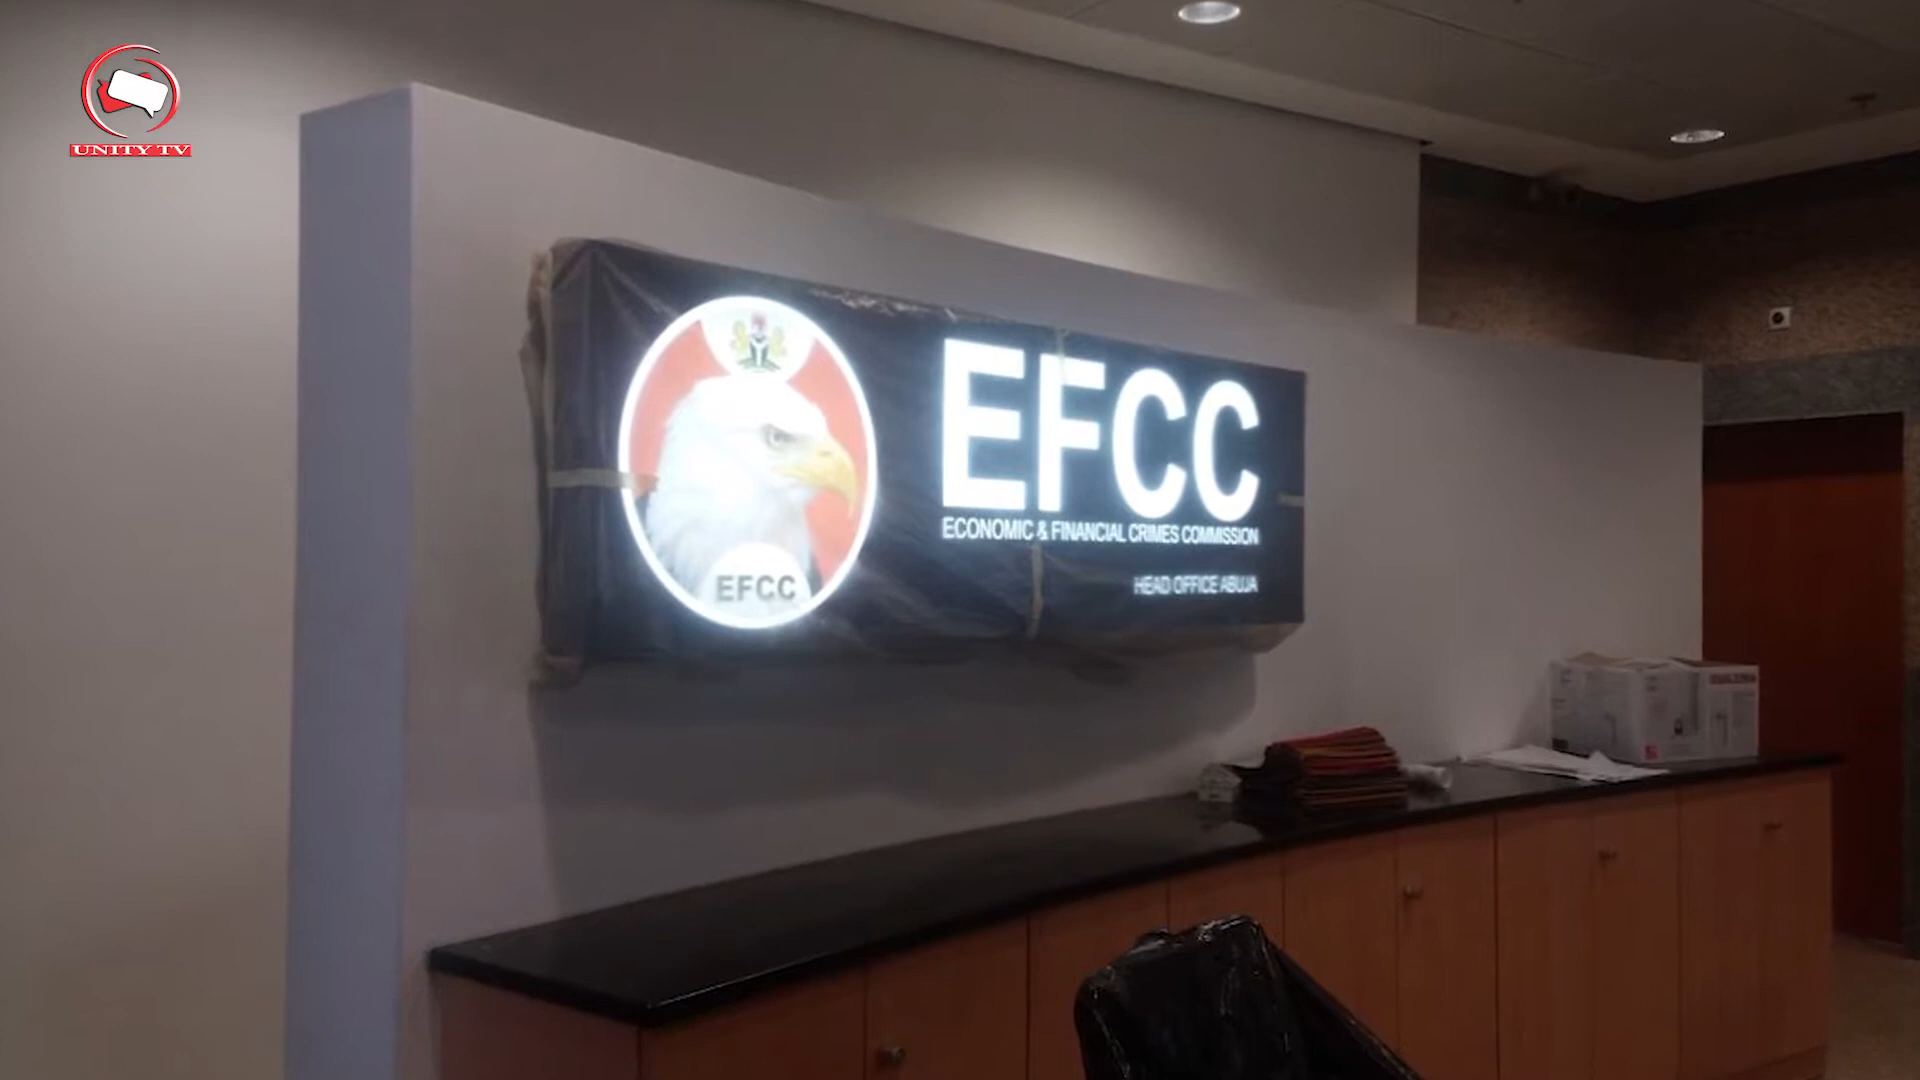 UNITY TV
EFCC
ECONOMIC & FINANCIAL CRIMES COMMISSION
HEAD OFFICE ABUJA
EFCC